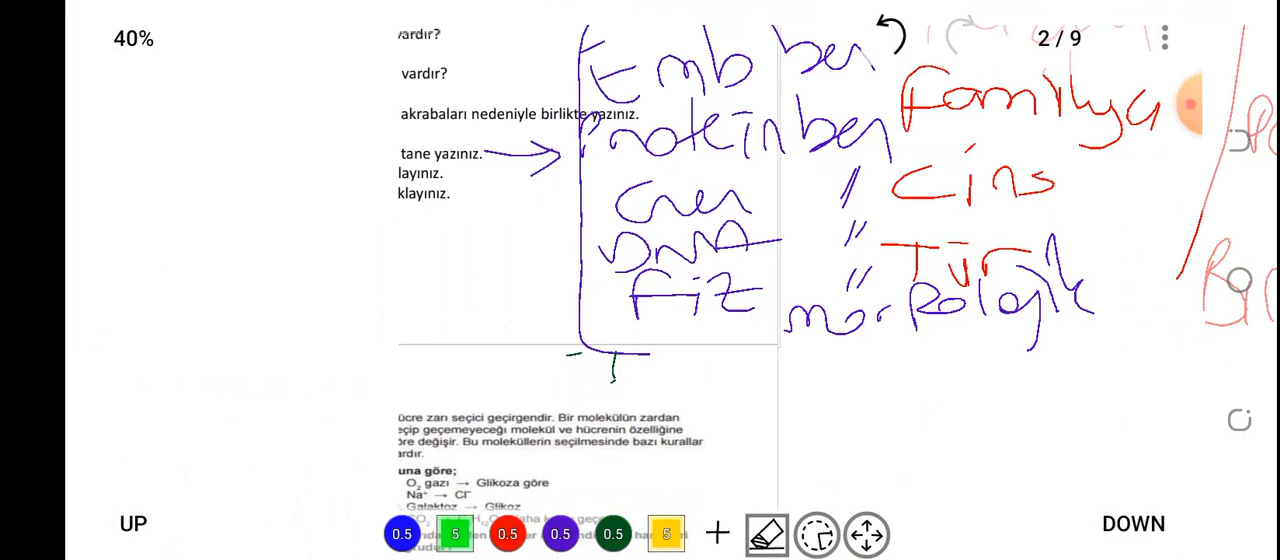 40%
2 / 9
vardır?
vardır?
akrabaları nedeniyle birlikte yazınız.
tane yazınız.
layınız.
klayınız.
Emb ben
Protein ben
"
DNA "
Fiz "
morfolojik
Familya
Cins
Tür
ücre zarı seçici geçirgendir. Bir molekülün zardan
eçip geçemeyeceği molekül ve hücrenin özelliğine
öre değişir. Bu moleküllerin seçilmesinde bazı kurallar
ardır.
una göre;
O₂ gazı → Glikoza göre
Na⁺ → Cl⁻
Galaktoz → Glikoz
0.5 5 0.5 0.5 0.5 5
UP
DOWN